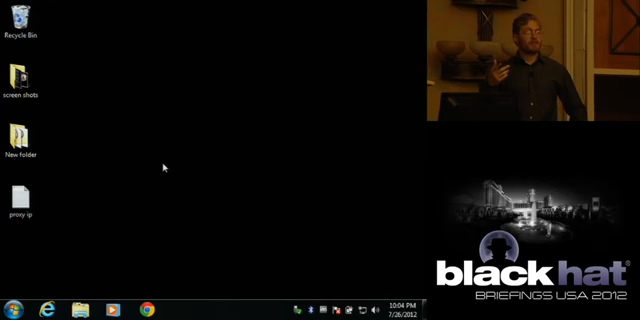 Recycle Bin
screen shots
New folder
proxy ip
10:04 PM
7/26/2012
black hat®
BRIEFINGS USA 2012